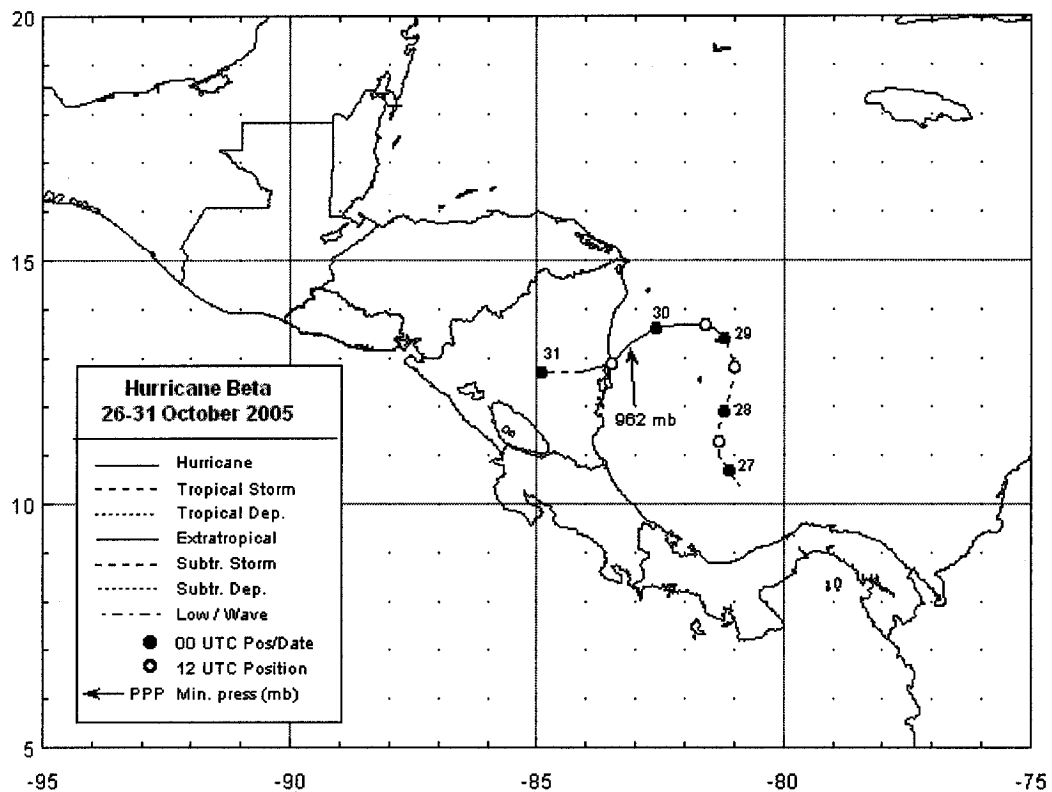 20
15
10
5
-95
-90
-85
-80
-75
30
29
31
28
27
962 mb
Hurricane Beta
26-31 October 2005
Hurricane
Tropical Storm
Tropical Dep.
Extratropical
Subtr. Storm
Subtr. Dep.
Low / Wave
00 UTC Pos/Date
12 UTC Position
PPP Min. press (mb)